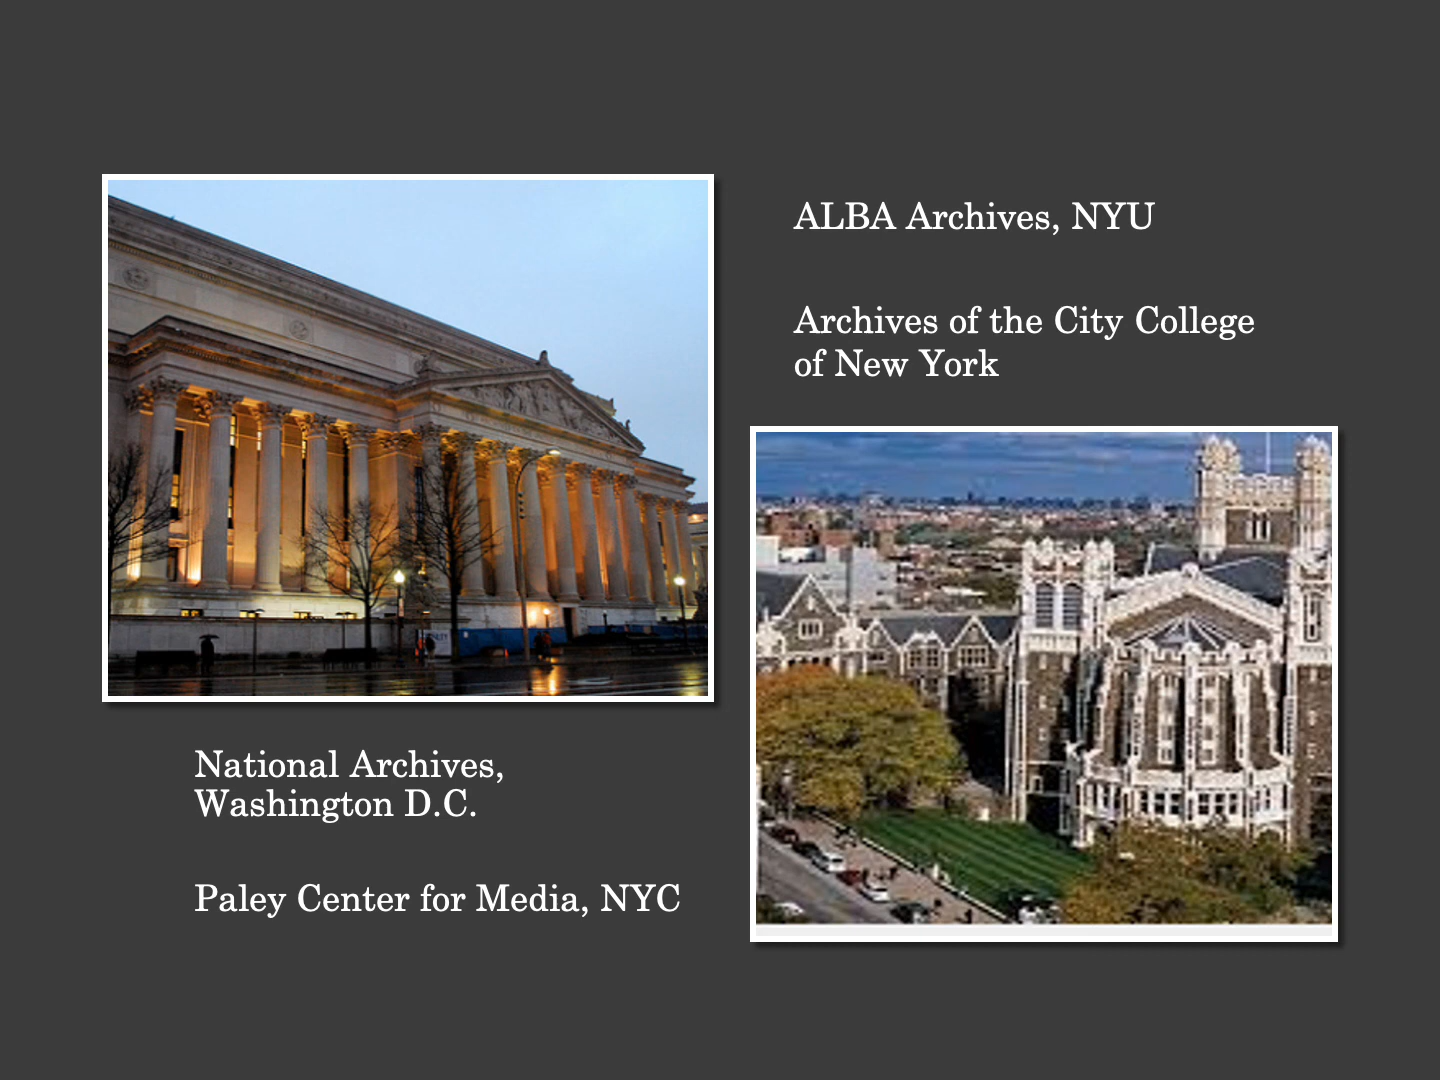 ALBA Archives, NYU
Archives of the City College
of New York
National Archives,
Washington D.C.
Paley Center for Media, NYC